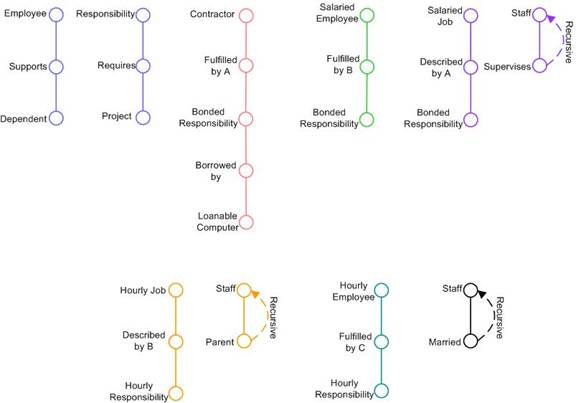 Employee
Supports
Dependent
Responsibility
Requires
Project
Contractor
Fulfilled
by A
Bonded
Responsibility
Borrowed
by
Loanable
Computer
Salaried
Employee
Fulfilled
by B
Bonded
Responsibility
Salaried
Job
Described
by A
Bonded
Responsibility
Staff
Supervises
Recursive
Hourly Job
Described
by B
Hourly
Responsibility
Staff
Parent
Recursive
Hourly
Employee
Fulfilled
by C
Hourly
Responsibility
Staff
Married
Recursive